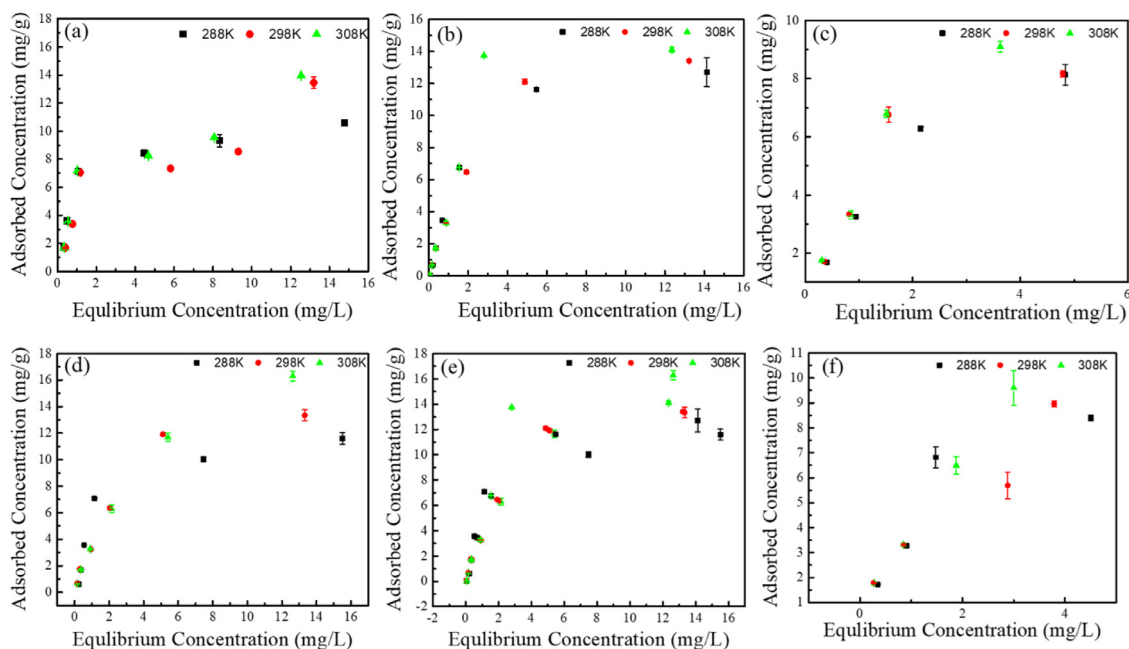 (a)
288K 298K 308K
Adsorbed Concentration (mg/g)
18
16
14
12
10
8
6
4
2
0
0 2 4 6 8 10 12 14 16
Equlibrium Concentration (mg/L)
(b)
288K 298K 308K
Adsorbed Concentration (mg/g)
18
16
14
12
10
8
6
4
2
0
0 2 4 6 8 10 12 14 16
Equlibrium Concentration (mg/L)
(c)
288K 298K 308K
Adsorbed Concentration (mg/g)
10
8
6
4
2
0 2 4 6
Equlibrium Concentration (mg/L)
(d)
288K 298K 308K
Adsorbed Concentration (mg/g)
18
16
14
12
10
8
6
4
2
0
0 2 4 6 8 10 12 14 16
Equlibrium Concentration (mg/L)
(e)
288K 298K 308K
Adsorbed Concentration (mg/g)
18
16
14
12
10
8
6
4
2
0
-2
-2 0 2 4 6 8 10 12 14 16
Equlibrium Concentration (mg/L)
(f)
288K 298K 308K
Adsorbed Concentration (mg/g)
11
10
9
8
7
6
5
4
3
2
1
0 2 4
Equlibrium Concentration (mg/L)